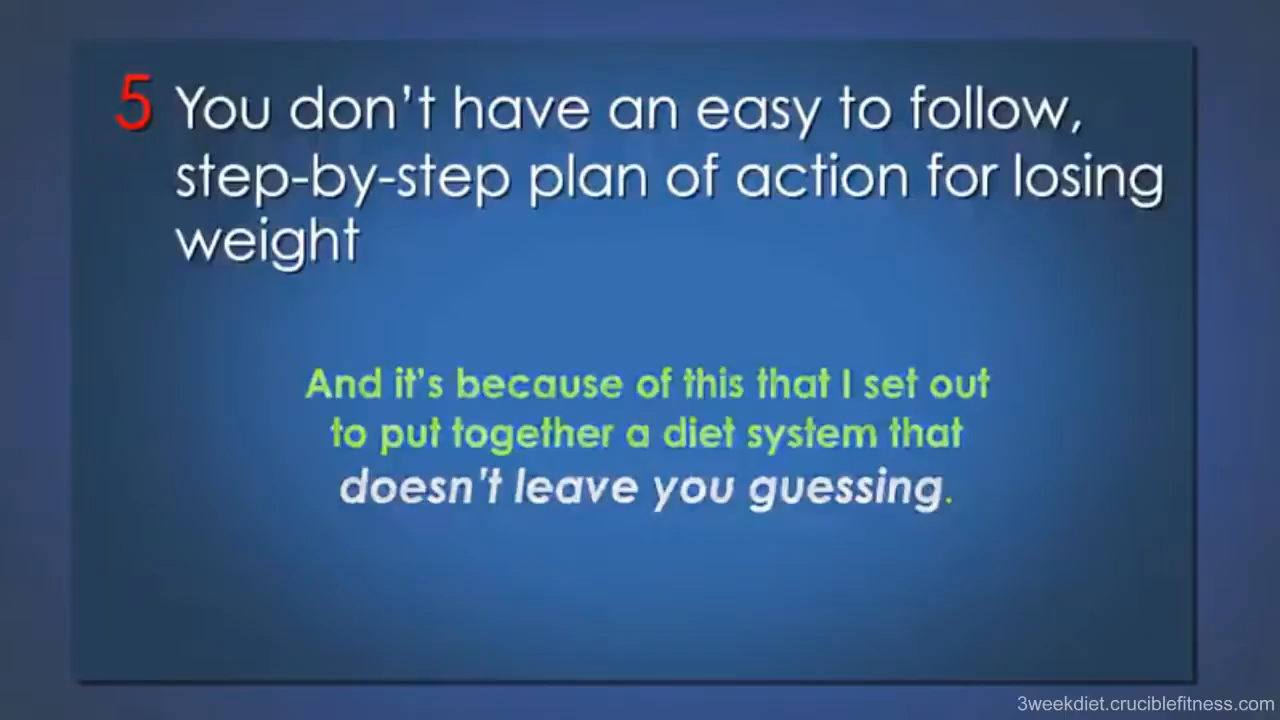 5 You don't have an easy to follow,
step-by-step plan of action for losing
weight
And it's because of this that I set out
to put together a diet system that
doesn't leave you guessing.
3weekdiet.cruciblefitness.com